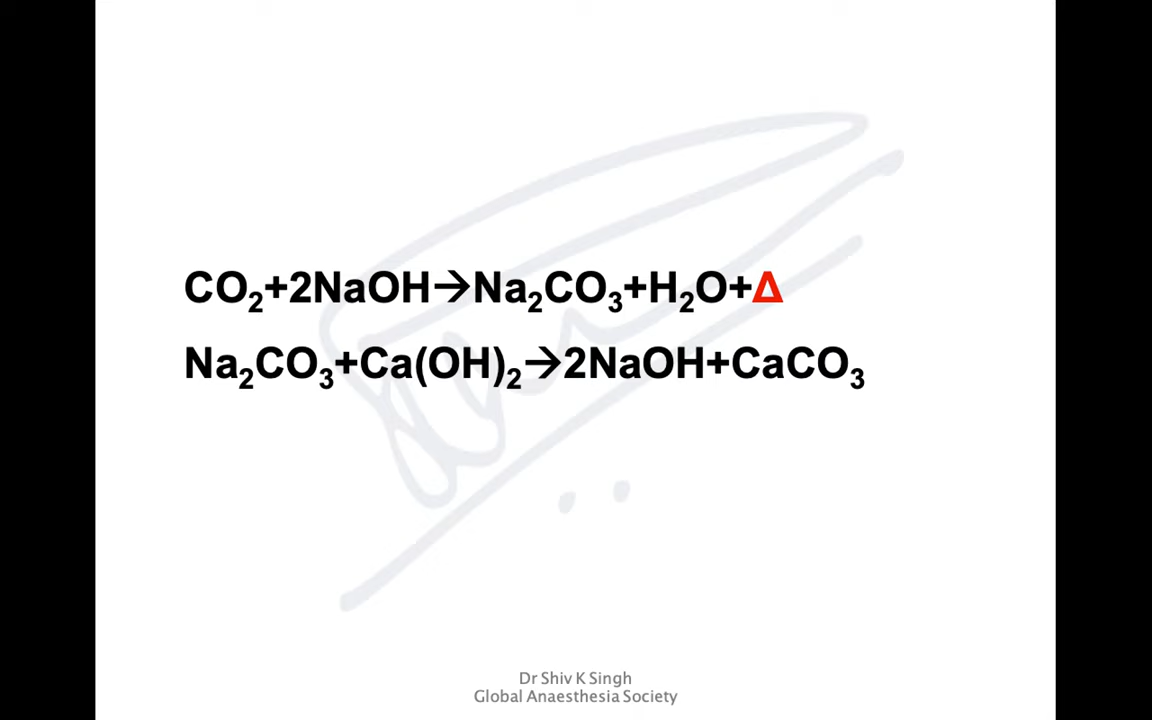 CO₂+2NaOH→Na₂CO₃+H₂O+Δ
Na₂CO₃+Ca(OH)₂→2NaOH+CaCO₃
Dr Shiv K Singh
Global Anaesthesia Society